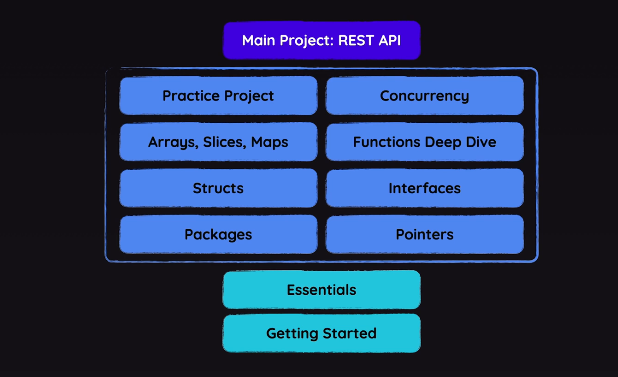 Main Project: REST API
Practice Project
Concurrency
Arrays, Slices, Maps
Functions Deep Dive
Structs
Interfaces
Packages
Pointers
Essentials
Getting Started